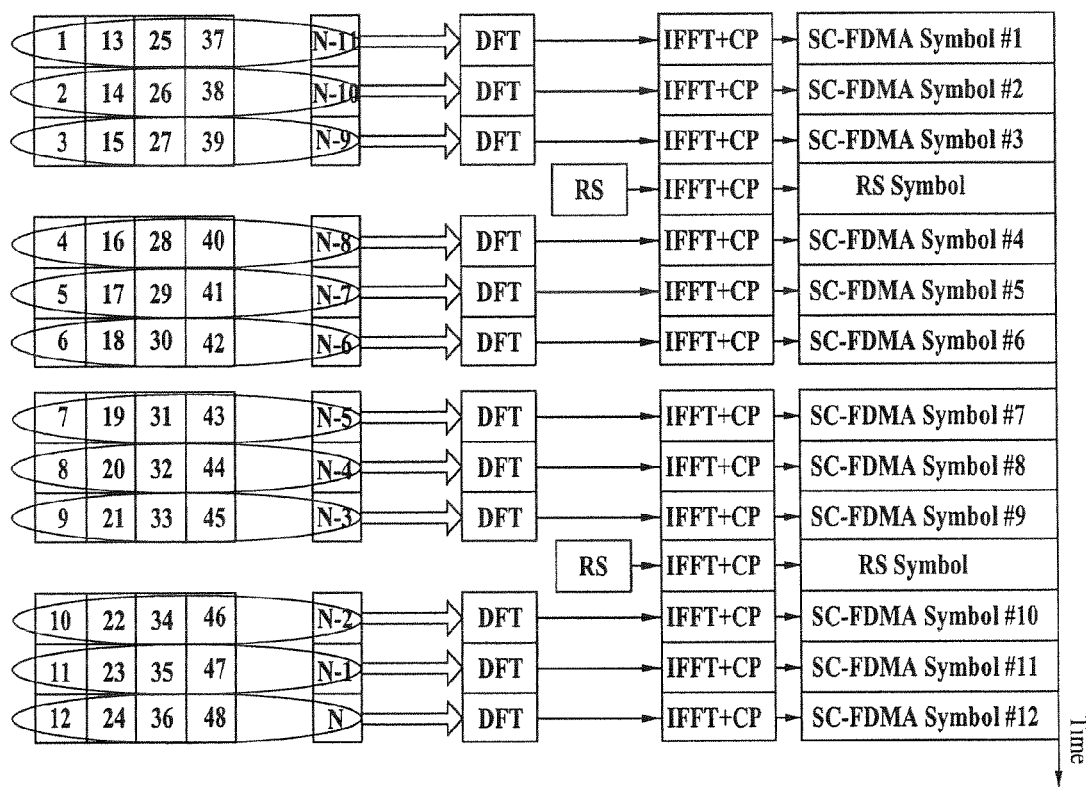 1 13 25 37 N-11 DFT IFFT+CP SC-FDMA Symbol #1
2 14 26 38 N-10 DFT IFFT+CP SC-FDMA Symbol #2
3 15 27 39 N-9 DFT IFFT+CP SC-FDMA Symbol #3
RS IFFT+CP RS Symbol
4 16 28 40 N-8 DFT IFFT+CP SC-FDMA Symbol #4
5 17 29 41 N-7 DFT IFFT+CP SC-FDMA Symbol #5
6 18 30 42 N-6 DFT IFFT+CP SC-FDMA Symbol #6
7 19 31 43 N-5 DFT IFFT+CP SC-FDMA Symbol #7
8 20 32 44 N-4 DFT IFFT+CP SC-FDMA Symbol #8
9 21 33 45 N-3 DFT IFFT+CP SC-FDMA Symbol #9
RS IFFT+CP RS Symbol
10 22 34 46 N-2 DFT IFFT+CP SC-FDMA Symbol #10
11 23 35 47 N-1 DFT IFFT+CP SC-FDMA Symbol #11
12 24 36 48 N DFT IFFT+CP SC-FDMA Symbol #12
Time